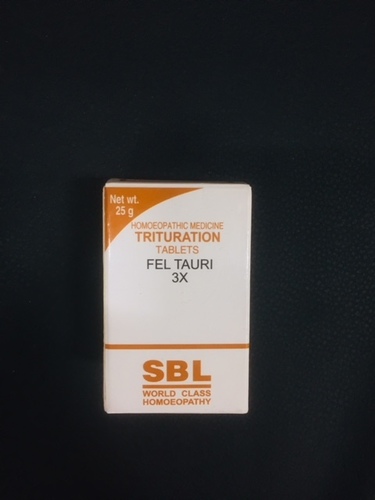 Net wt.
25 g
HOMOEOPATHIC MEDICINE
TRITURATION
TABLETS
FEL TAURI
3X
SBL
WORLD CLASS
HOMOEOPATHY